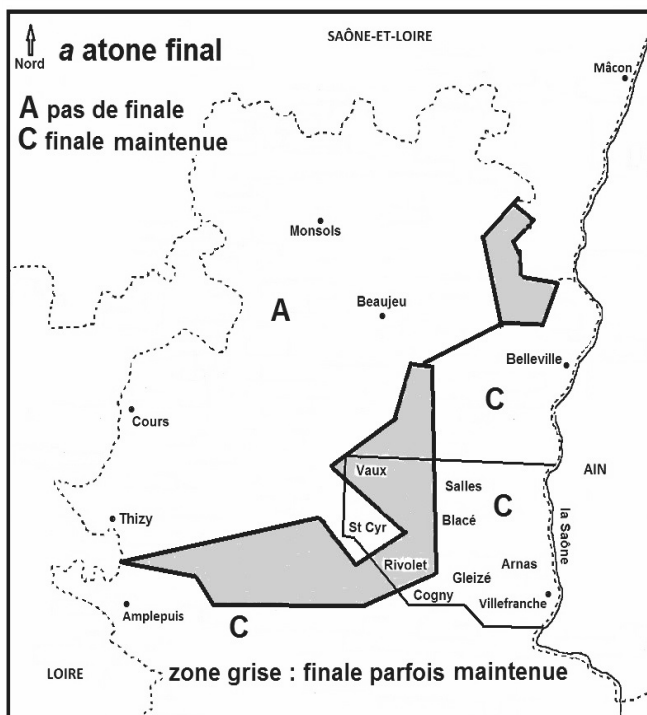 SAÔNE-ET-LOIRE
Nord
a atone final
Mâcon
A pas de finale
C finale maintenue
Monsols
A
Beaujeu
Belleville
C
Cours
Vaux
AIN
Salles
C
la Saône
Thizy
St Cyr
Blacé
Rivolet
Arnas
Gleizé
Cogny
Villefranche
Amplepuis
C
LOIRE
zone grise : finale parfois maintenue